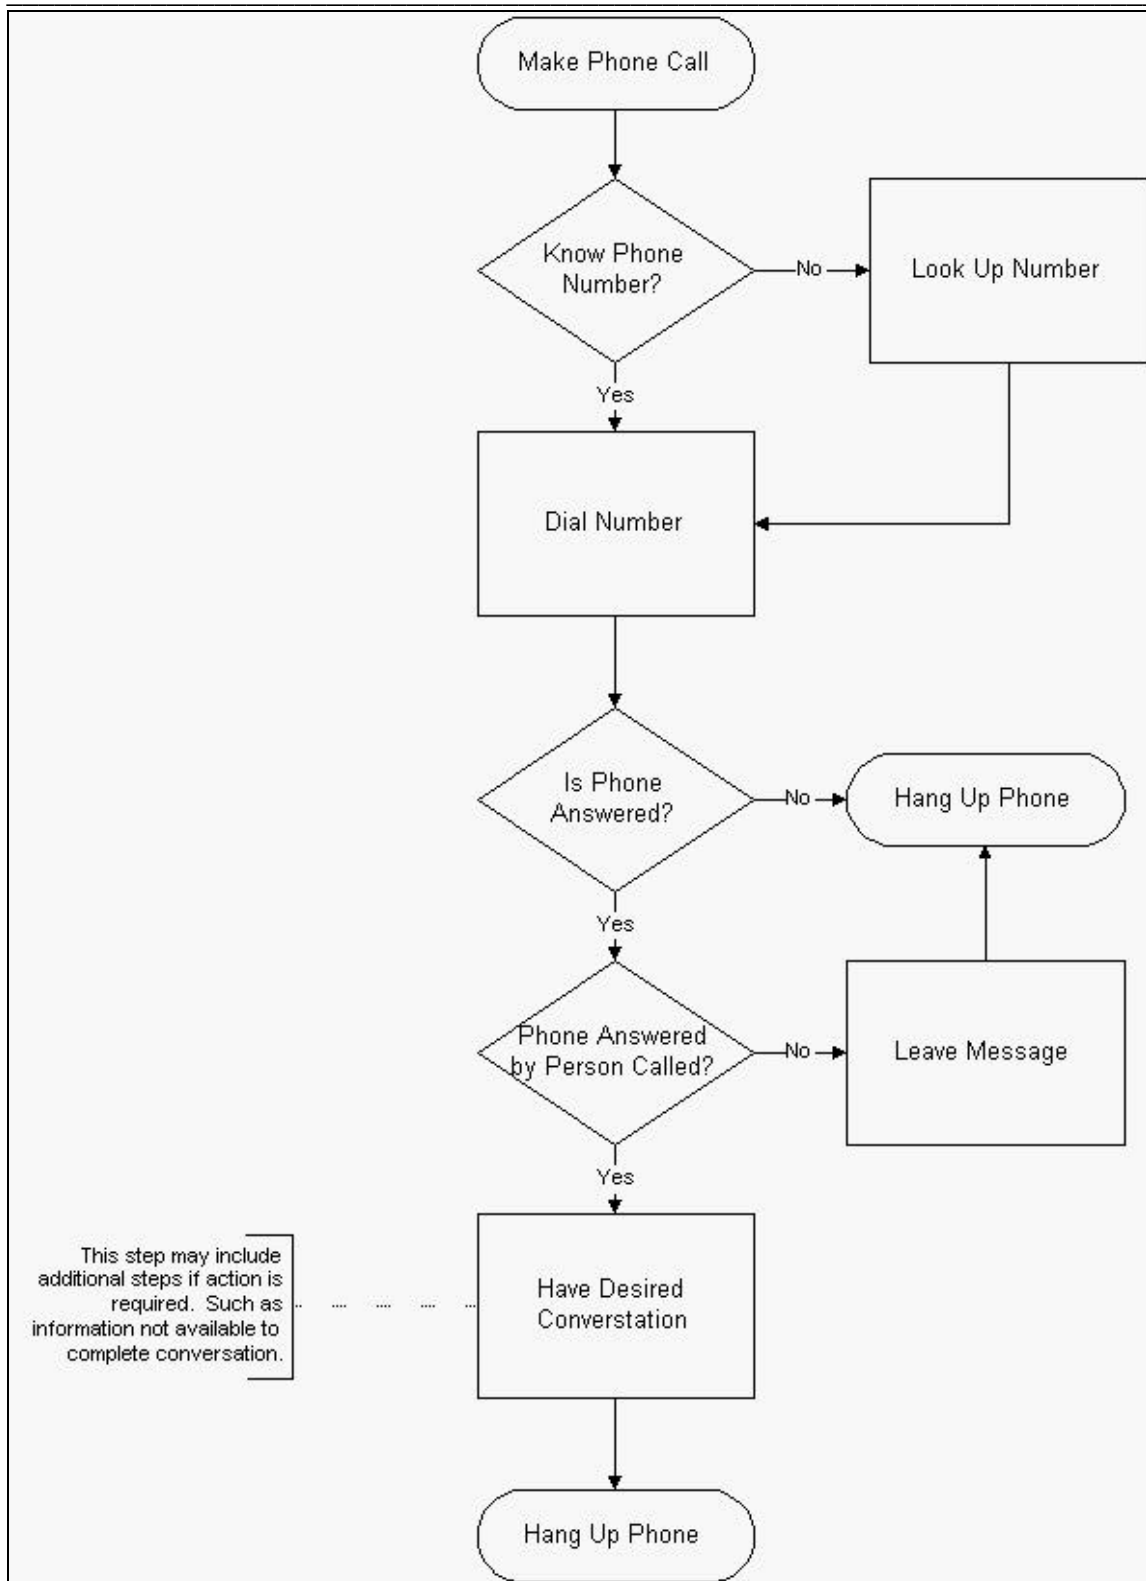 Make Phone Call
Know Phone
Number?
No
Look Up Number
Yes
Dial Number
Is Phone
Answered?
No
Hang Up Phone
Yes
Phone Answered
by Person Called?
No
Leave Message
Yes
This step may include
additional steps if action is
required. Such as
information not available to
complete conversation.
Have Desired
Converstation
Hang Up Phone